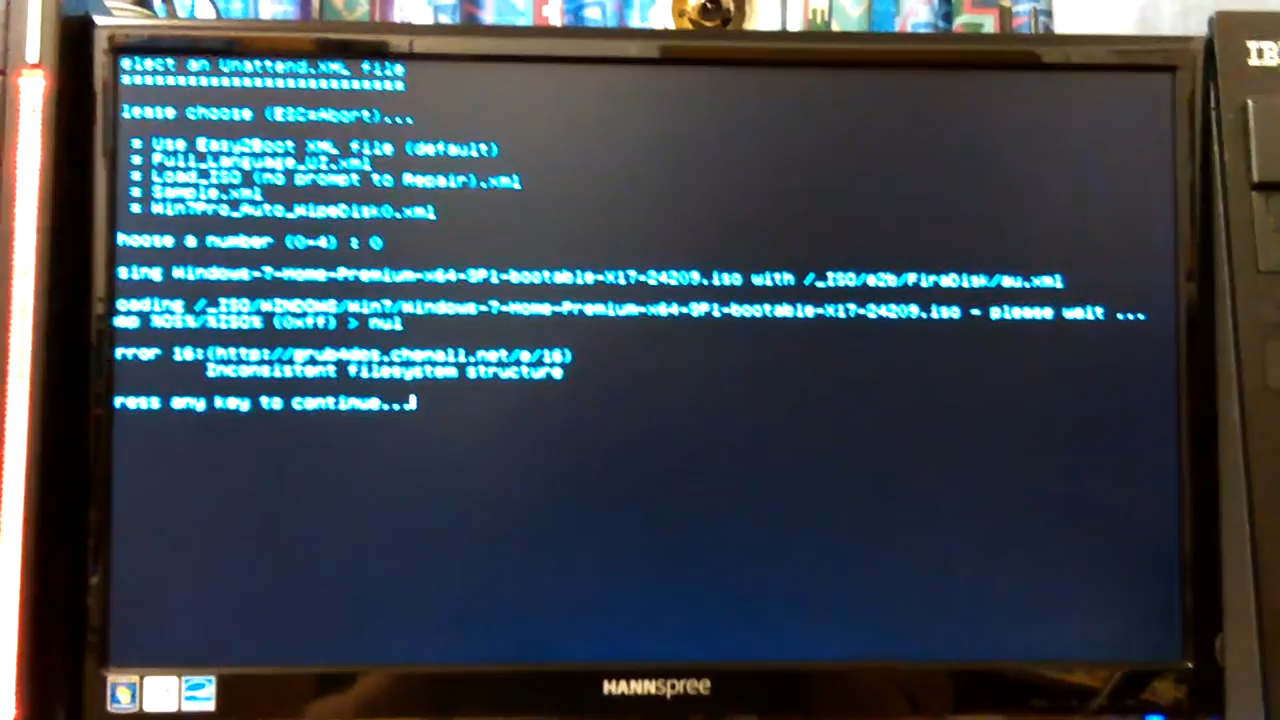 elect an Unattend.XML file
**************************
lease choose (ESC=Abort)...
= Use Easy2Boot XML file (default)
= Full_Language_UI.xml
= Load_ISO (no prompt to Repair).xml
= Sample.xml
= Win7Pro_Auto_WipeDisk0.xml
hoose a number (0-4) : 0
sing Windows-7-Home-Premium-x64-SP1-bootable-X17-24209.iso with /_ISO/e2b/FiraDisk/au.xml
oading /_ISO/WINDOWS/Win7/Windows-7-Home-Premium-x64-SP1-bootable-X17-24209.iso - please wait ...
ap %DIS%/%ISO% (0xff) > nul
rror 16:(http://grub4dos.chenall.net/e/16)
Inconsistent filesystem structure
ress any key to continue...
HANNspree
IB